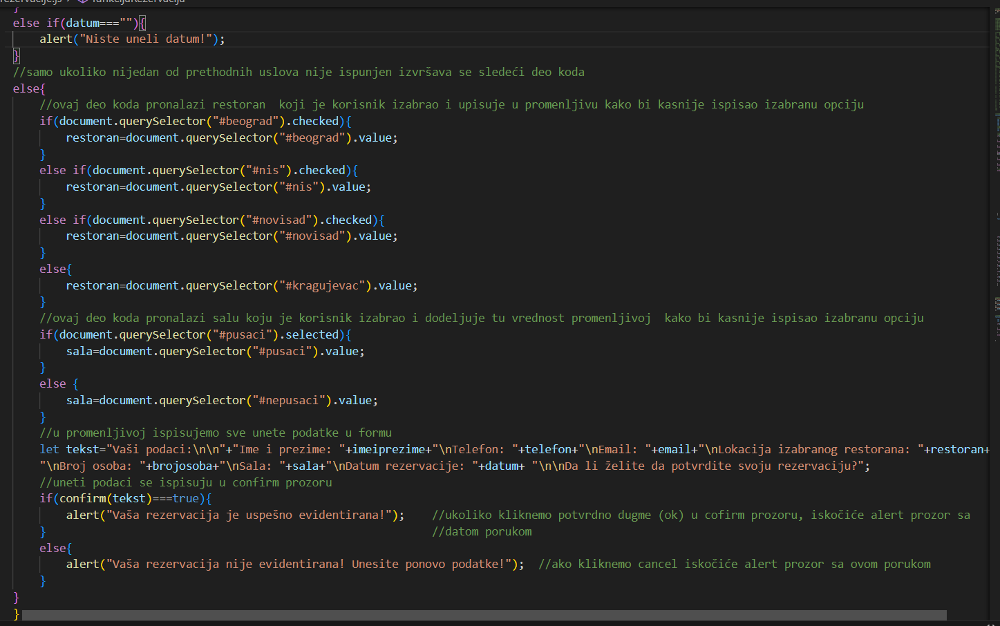 rezervacije.js > funkcijaRezervacija
}
else if(datum===""){
    alert("Niste uneli datum!");
}
//samo ukoliko nijedan od prethodnih uslova nije ispunjen izvršava se sledeći deo koda
else{
    //ovaj deo koda pronalazi restoran  koji je korisnik izabrao i upisuje u promenljivu kako bi kasnije ispisao izabranu opciju
    if(document.querySelector("#beograd").checked){
        restoran=document.querySelector("#beograd").value;
    }
    else if(document.querySelector("#nis").checked){
        restoran=document.querySelector("#nis").value;
    }
    else if(document.querySelector("#novisad").checked){
        restoran=document.querySelector("#novisad").value;
    }
    else{
        restoran=document.querySelector("#kragujevac").value;
    }
    //ovaj deo koda pronalazi salu koju je korisnik izabrao i dodeljuje tu vrednost promenljivoj  kako bi kasnije ispisao izabranu opciju
    if(document.querySelector("#pusaci").selected){
        sala=document.querySelector("#pusaci").value;
    }
    else {
        sala=document.querySelector("#nepusaci").value;
    }
    //u promenljivoj ispisujemo sve unete podatke u formu
    let tekst="Vaši podaci:\n\n"+"Ime i prezime: "+imeiprezime+"\nTelefon: "+telefon+"\nEmail: "+email+"\nLokacija izabranog restorana: "+restoran+
    "\nBroj osoba: "+brojosoba+"\nSala: "+sala+"\nDatum rezervacije: "+datum+ "\n\nDa li želite da potvrdite svoju rezervaciju?";
    //uneti podaci se ispisuju u confirm prozoru
    if(confirm(tekst)===true){
        alert("Vaša rezervacija je uspešno evidentirana!");    //ukoliko kliknemo potvrdno dugme (ok) u cofirm prozoru, iskočiće alert prozor sa
    }                                                          //datom porukom
    else{
        alert("Vaša rezervacija nije evidentirana! Unesite ponovo podatke!");  //ako kliknemo cancel iskočiće alert prozor sa ovom porukom
    }
}
}